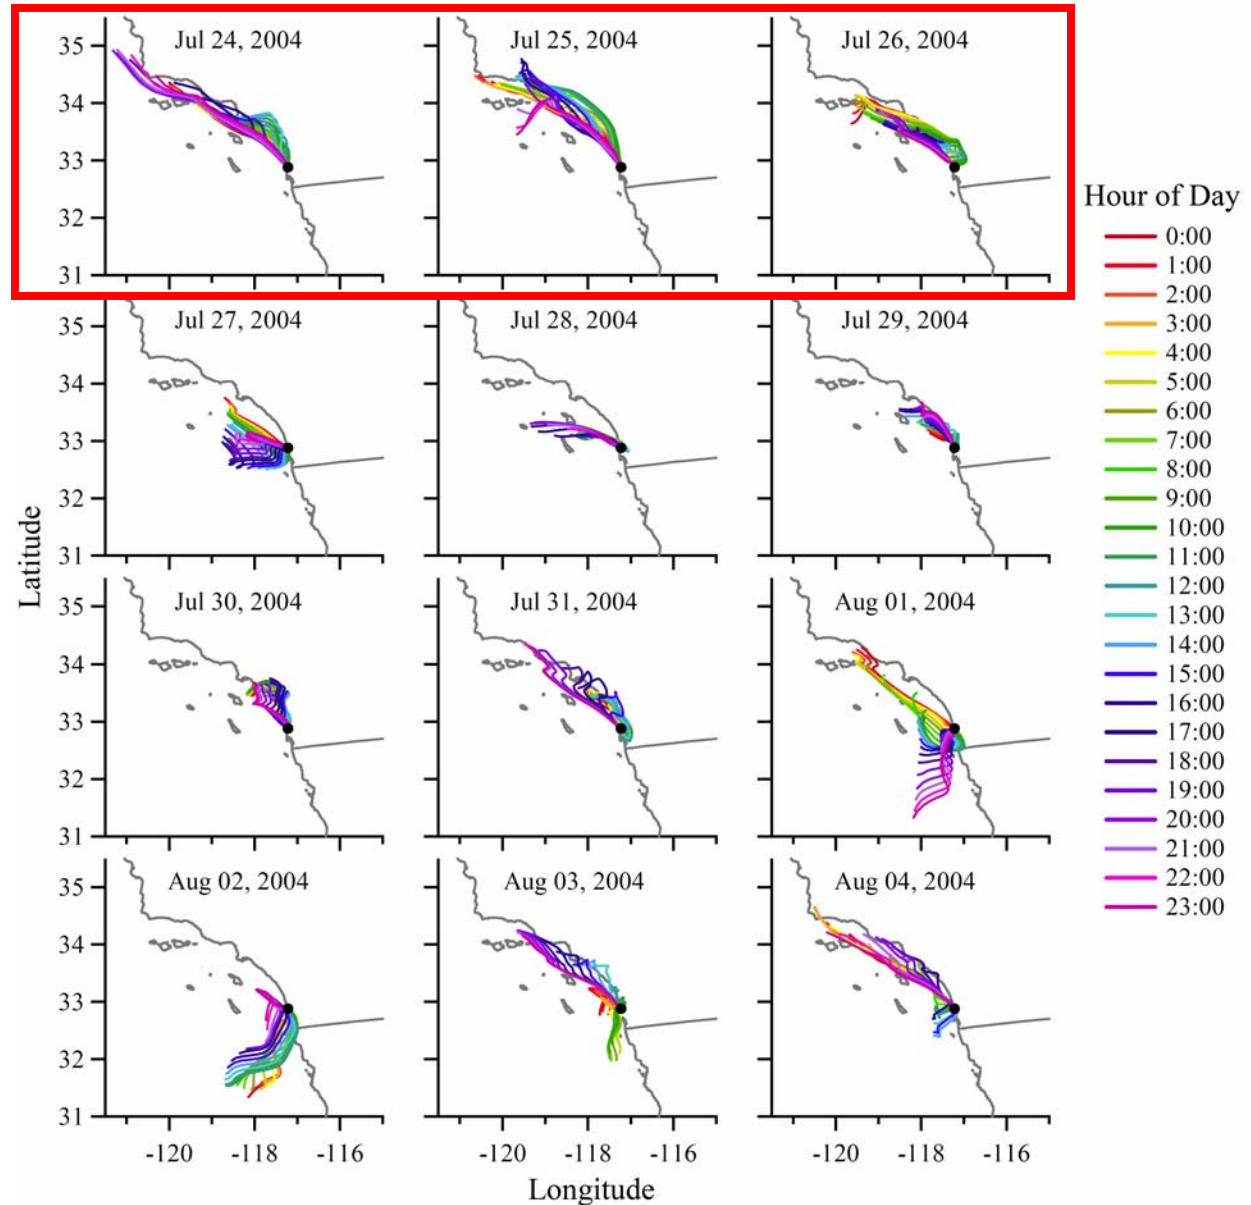 Jul 24, 2004
Jul 25, 2004
Jul 26, 2004
35
34
33
32
31
Hour of Day
0:00
1:00
2:00
3:00
4:00
5:00
6:00
7:00
8:00
9:00
10:00
11:00
12:00
13:00
14:00
15:00
16:00
17:00
18:00
19:00
20:00
21:00
22:00
23:00
Jul 27, 2004
Jul 28, 2004
Jul 29, 2004
35
34
33
32
31
Latitude
Jul 30, 2004
Jul 31, 2004
Aug 01, 2004
35
34
33
32
31
Aug 02, 2004
Aug 03, 2004
Aug 04, 2004
35
34
33
32
31
-120 -118 -116
-120 -118 -116
-120 -118 -116
Longitude